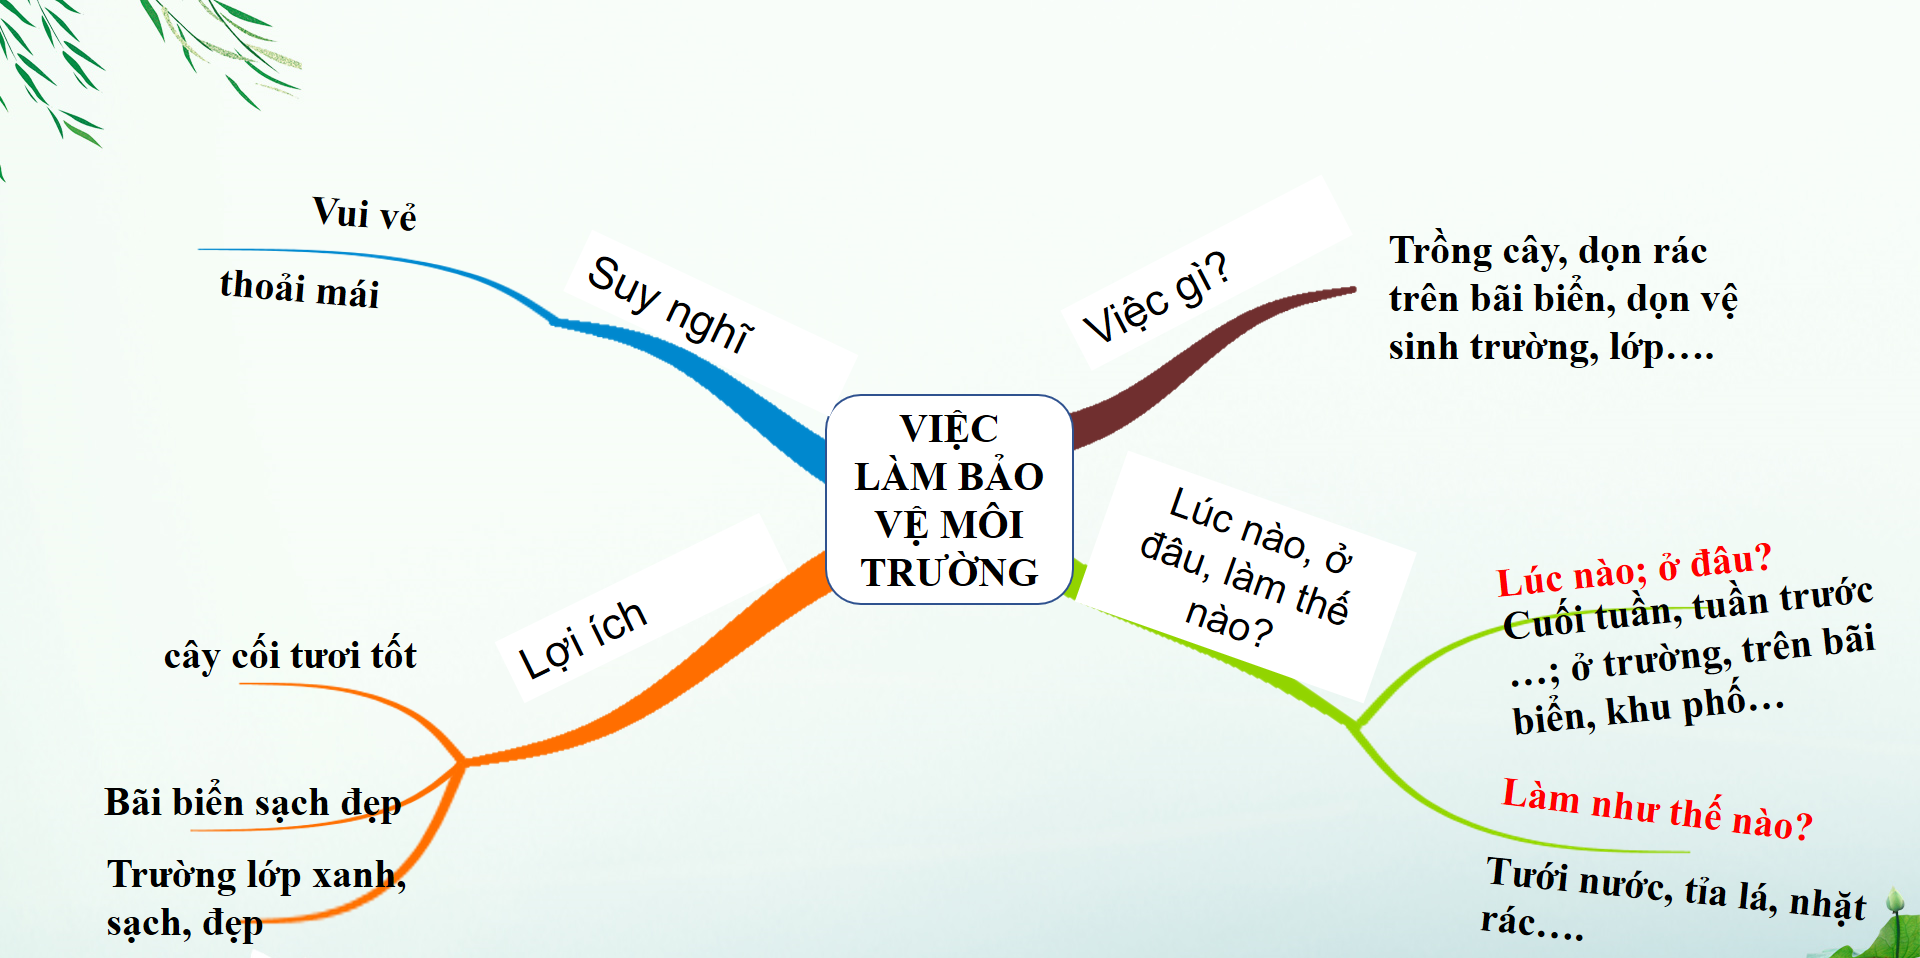 VIỆC
LÀM BẢO
VỆ MÔI
TRƯỜNG
Suy nghĩ
Vui vẻ
thoải mái
Việc gì?
Trồng cây, dọn rác
trên bãi biển, dọn vệ
sinh trường, lớp....
Lúc nào, ở
đâu, làm thế
nào?
Lúc nào; ở đâu?
Cuối tuần, tuần trước
...; ở trường, trên bãi
biển, khu phố...
Làm như thế nào?
Tưới nước, tỉa lá, nhặt
rác....
Lợi ích
cây cối tươi tốt
Bãi biển sạch đẹp
Trường lớp xanh,
sạch, đẹp